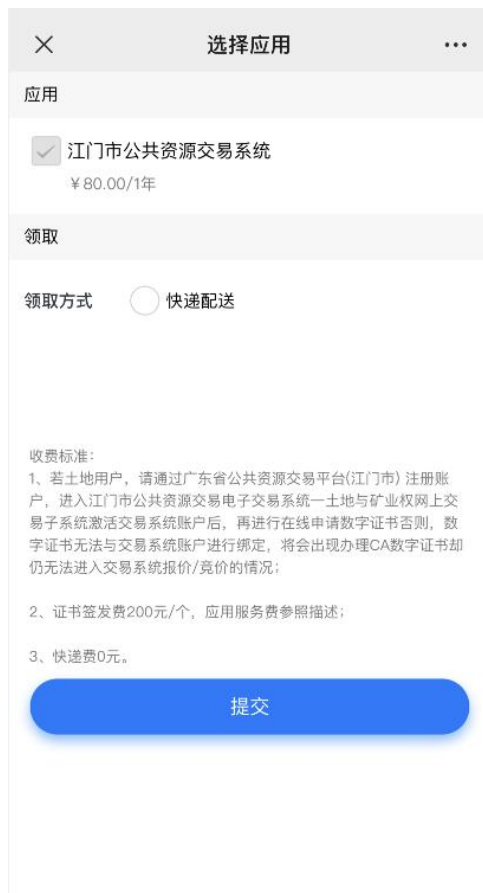 选择应用
应用
江门市公共资源交易系统
￥80.00/1年
领取
领取方式 快递配送
收费标准：
1、若土地用户，请通过广东省公共资源交易平台(江门市) 注册账
户，进入江门市公共资源交易电子交易系统一土地与矿业权网上交
易子系统激活交易系统账户后，再进行在线申请数字证书否则，数
字证书无法与交易系统账户进行绑定，将会出现办理CA数字证书却
仍无法进入交易系统报价/竞价的情况；
2、证书签发费200元/个，应用服务费参照描述；
3、快递费0元。
提交